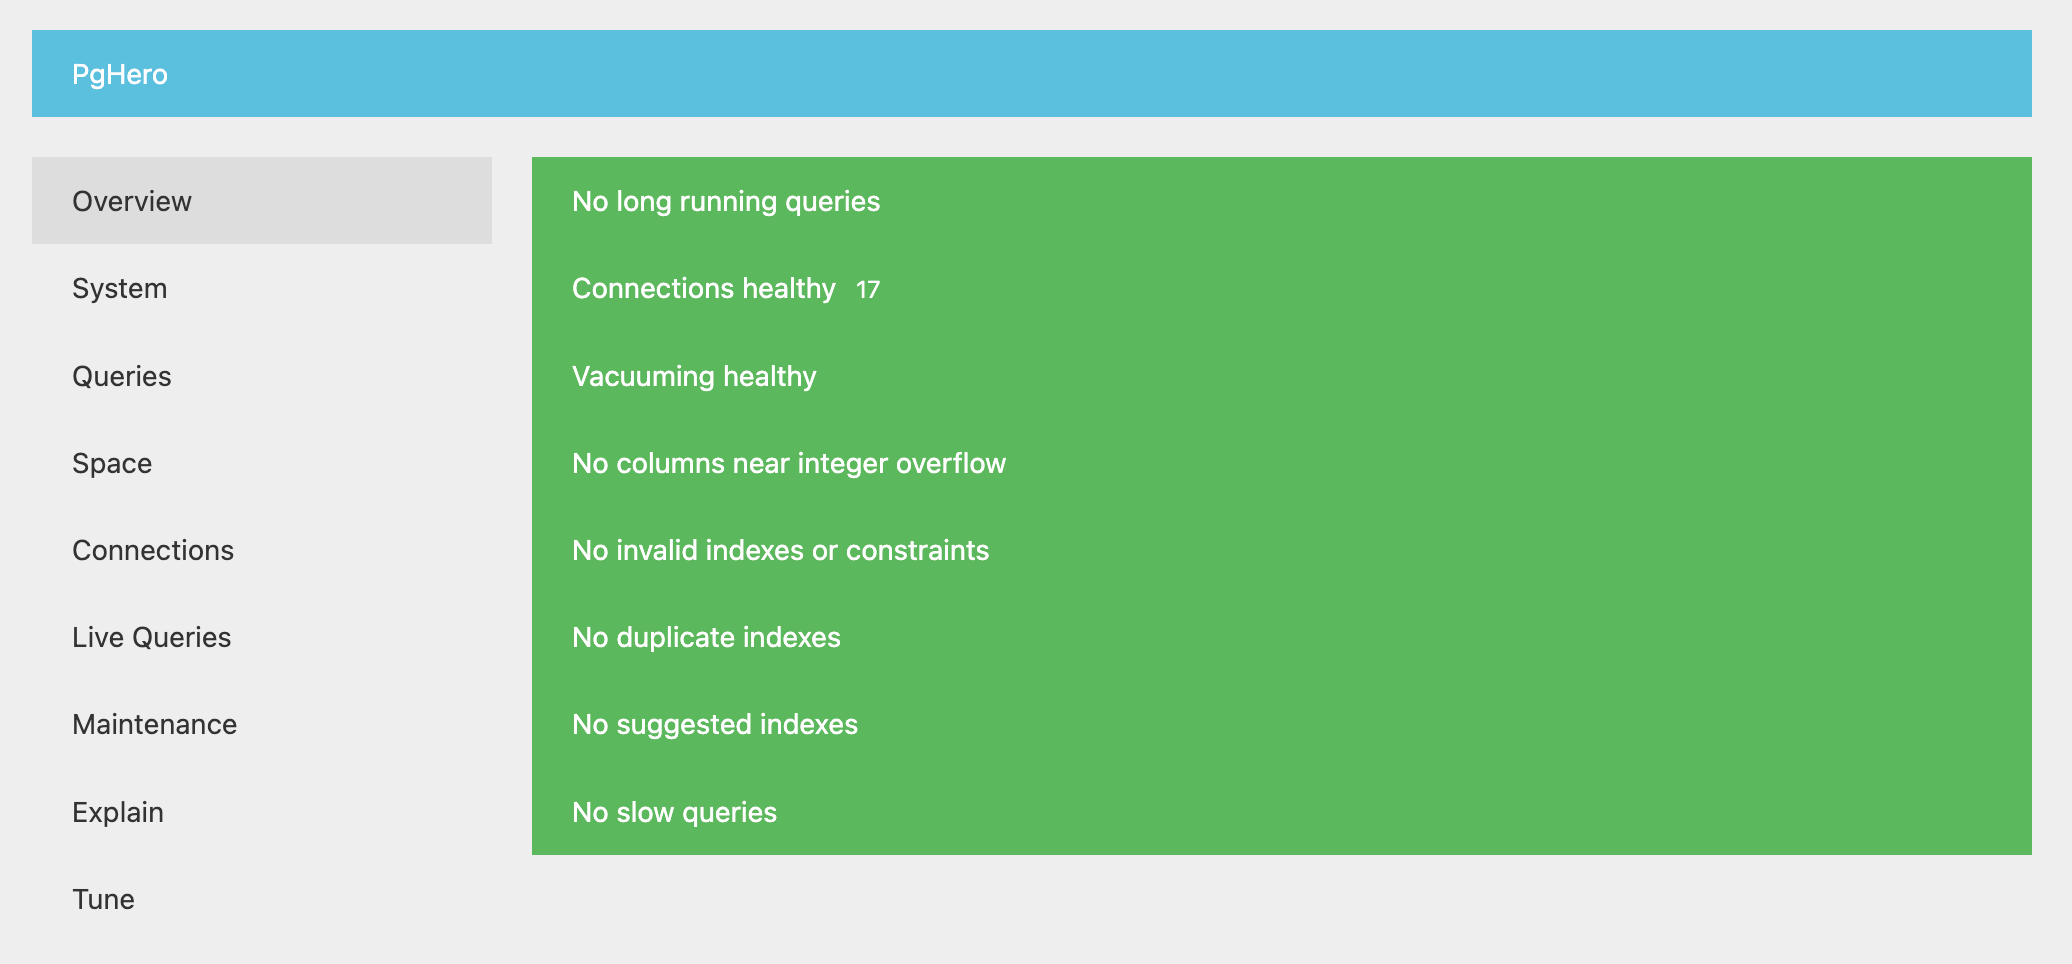 PgHero
Overview
System
Queries
Space
Connections
Live Queries
Maintenance
Explain
Tune
No long running queries
Connections healthy 17
Vacuuming healthy
No columns near integer overflow
No invalid indexes or constraints
No duplicate indexes
No suggested indexes
No slow queries